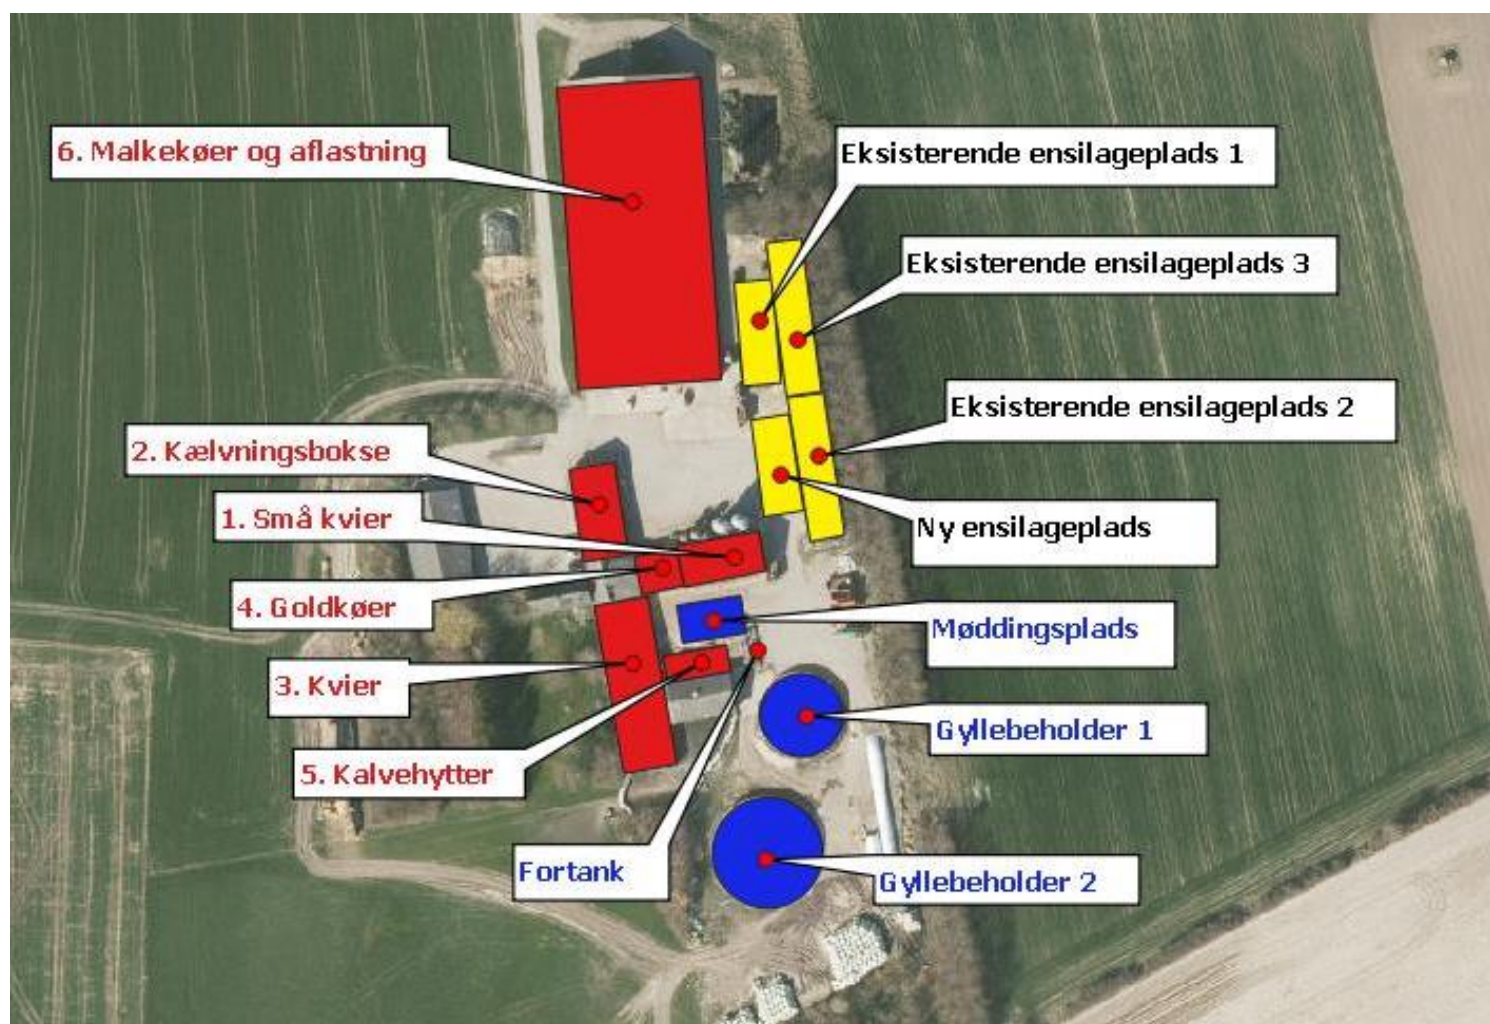 6. Malkekøer og aflastning
Eksisterende ensilageplads 1
Eksisterende ensilageplads 3
Eksisterende ensilageplads 2
2. Kælvningsbokse
1. Små kvier
Ny ensilageplads
4. Goldkøer
Møddingsplads
3. Kvier
Gyllebeholder 1
5. Kalvehytter
Fortank
Gyllebeholder 2